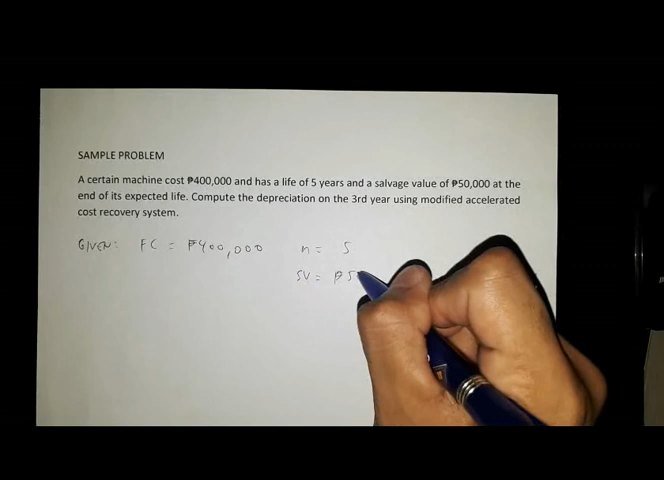 SAMPLE PROBLEM
A certain machine cost ₱400,000 and has a life of 5 years and a salvage value of ₱50,000 at the
end of its expected life. Compute the depreciation on the 3rd year using modified accelerated
cost recovery system.
GIVEN: FC = ₱400,000 n = 5
SV = ₱5